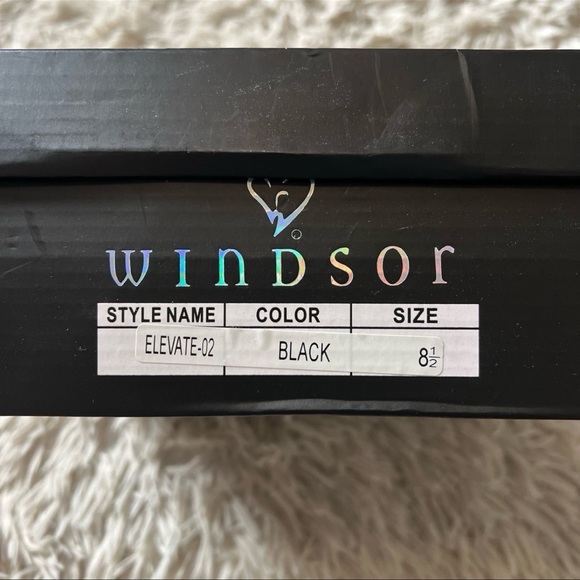 WINDSOR
STYLE NAME COLOR SIZE
ELEVATE-02 BLACK 8½